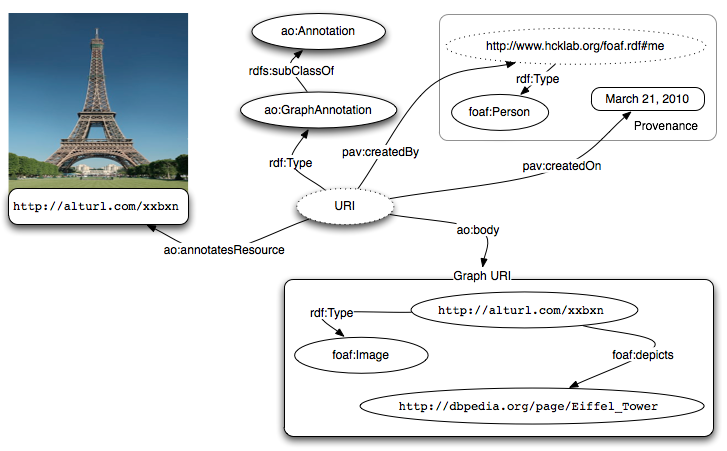 ao:Annotation
rdfs:subClassOf
ao:GraphAnnotation
rdf:Type
http://www.hcklab.org/foaf.rdf#me
rdf:Type
foaf:Person
March 21, 2010
Provenance
pav:createdBy
pav:createdOn
URI
http://alturl.com/xxbxn
ao:annotatesResource
ao:body
Graph URI
http://alturl.com/xxbxn
rdf:Type
foaf:Image
foaf:depicts
http://dbpedia.org/page/Eiffel_Tower